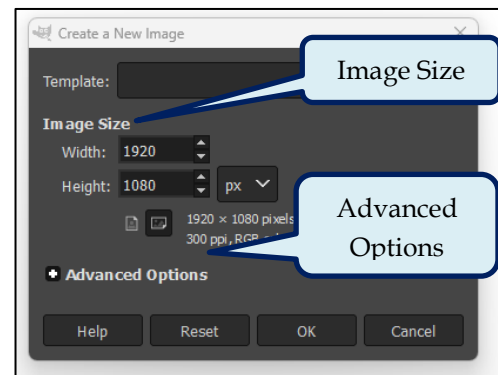 Create a New Image
Image Size
Template:
Image Size
Width: 1920
Height: 1080 px
1920 × 1080 pixels
300 ppi, RGB
Advanced
Options
Advanced Options
Help Reset OK Cancel